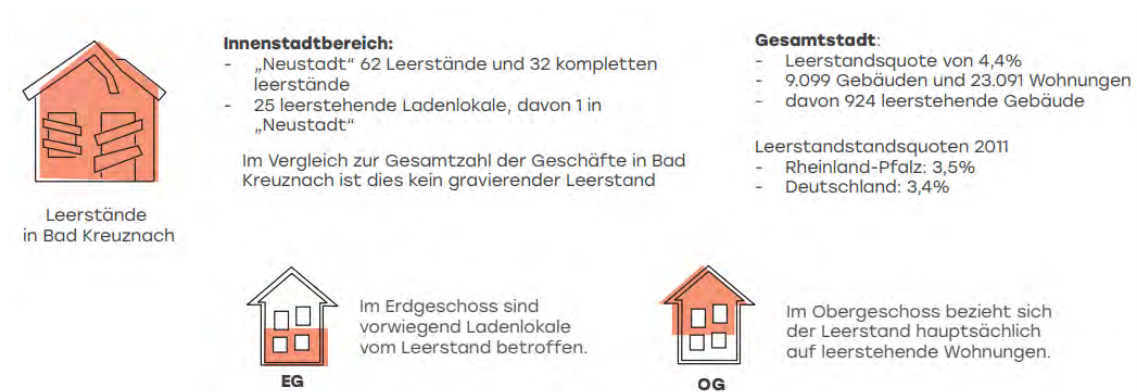 Leerstände
in Bad Kreuznach
Innenstadtbereich:
- „Neustadt“ 62 Leerstände und 32 kompletten
leerstände
- 25 leerstehende Ladenlokale, davon 1 in
„Neustadt“
Im Vergleich zur Gesamtzahl der Geschäfte in Bad
Kreuznach ist dies kein gravierender Leerstand
Gesamtstadt:
- Leerstandsquote von 4,4%
- 9.099 Gebäuden und 23.091 Wohnungen
- davon 924 leerstehende Gebäude
Leerstandstandsquoten 2011
- Rheinland-Pfalz: 3,5%
- Deutschland: 3,4%
EG
Im Erdgeschoss sind
vorwiegend Ladenlokale
vom Leerstand betroffen.
OG
Im Obergeschoss bezieht sich
der Leerstand hauptsächlich
auf leerstehende Wohnungen.